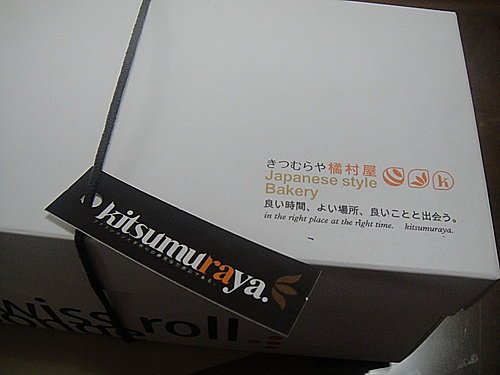 きつむらや橘村屋
Japanese style
Bakery
良い時間、よい場所、良いことと出会う。
in the right place at the right time. kitsumuraya.
kitsumuraya.
wiss roll